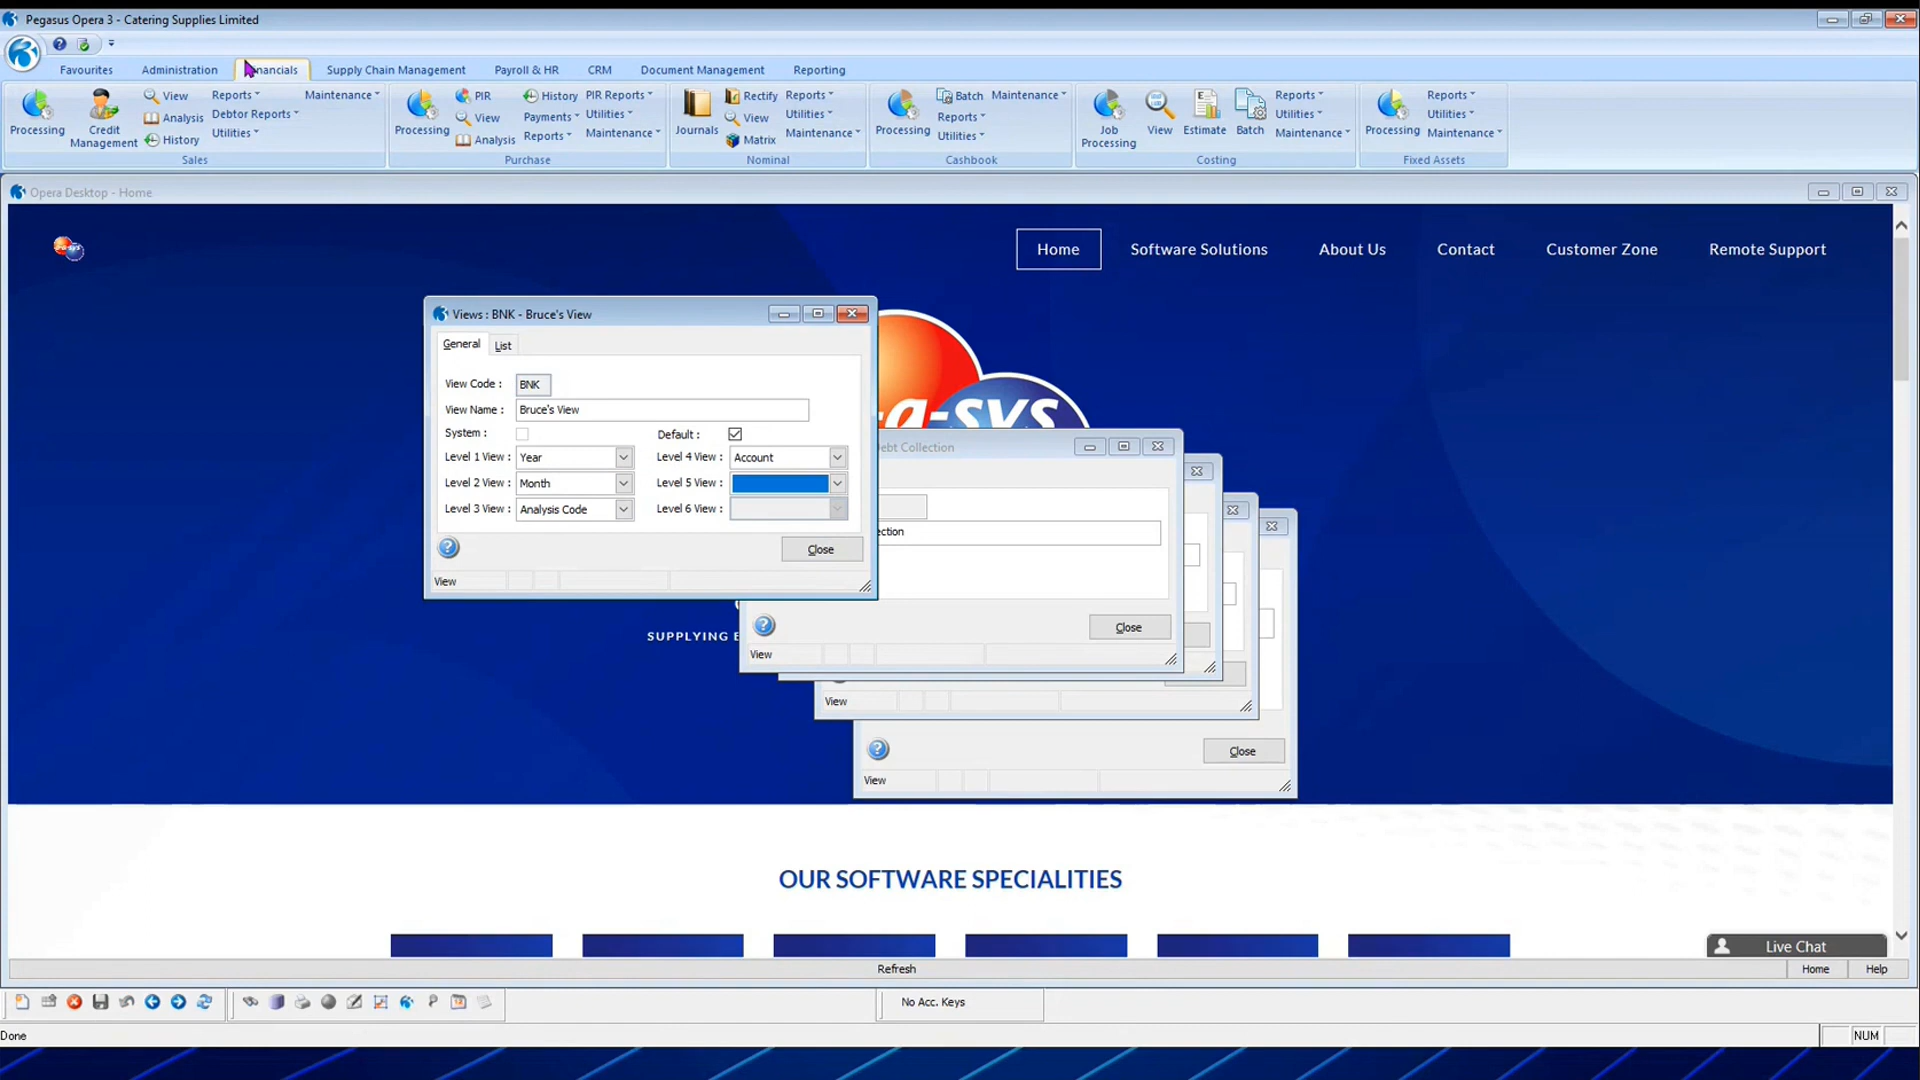 Pegasus Opera 3 - Catering Supplies Limited
Favourites Administration Financials Supply Chain Management Payroll & HR CRM Document Management Reporting
Processing Credit Management View Analysis History Reports Debtor Reports Utilities Maintenance
Sales
Processing PIR View Analysis History Payments Reports PIR Reports Utilities Maintenance
Purchase
Journals Rectify View Matrix Reports Utilities Maintenance
Nominal
Processing Batch Reports Utilities Maintenance
Cashbook
Job Processing View Estimate Batch Reports Utilities Maintenance
Costing
Processing Reports Utilities Maintenance
Fixed Assets
Opera Desktop - Home
Home Software Solutions About Us Contact Customer Zone Remote Support
Views : BNK - Bruce's View
General List
View Code : BNK
View Name : Bruce's View
System : Default :
Level 1 View : Year Level 4 View : Account
Level 2 View : Month Level 5 View :
Level 3 View : Analysis Code Level 6 View :
Close
View
-a-sys
ebt Collection
ection
Close
View
View
Close
View
SUPPLYING
OUR SOFTWARE SPECIALITIES
Live Chat
Refresh Home Help
No Acc. Keys
Done NUM